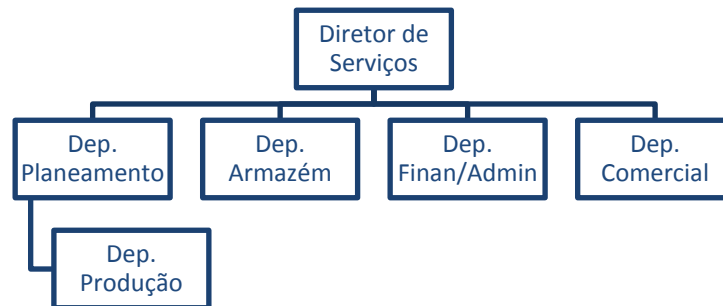 Diretor de
Serviços
Dep.
Planeamento
Dep.
Armazém
Dep.
Finan/Admin
Dep.
Comercial
Dep.
Produção